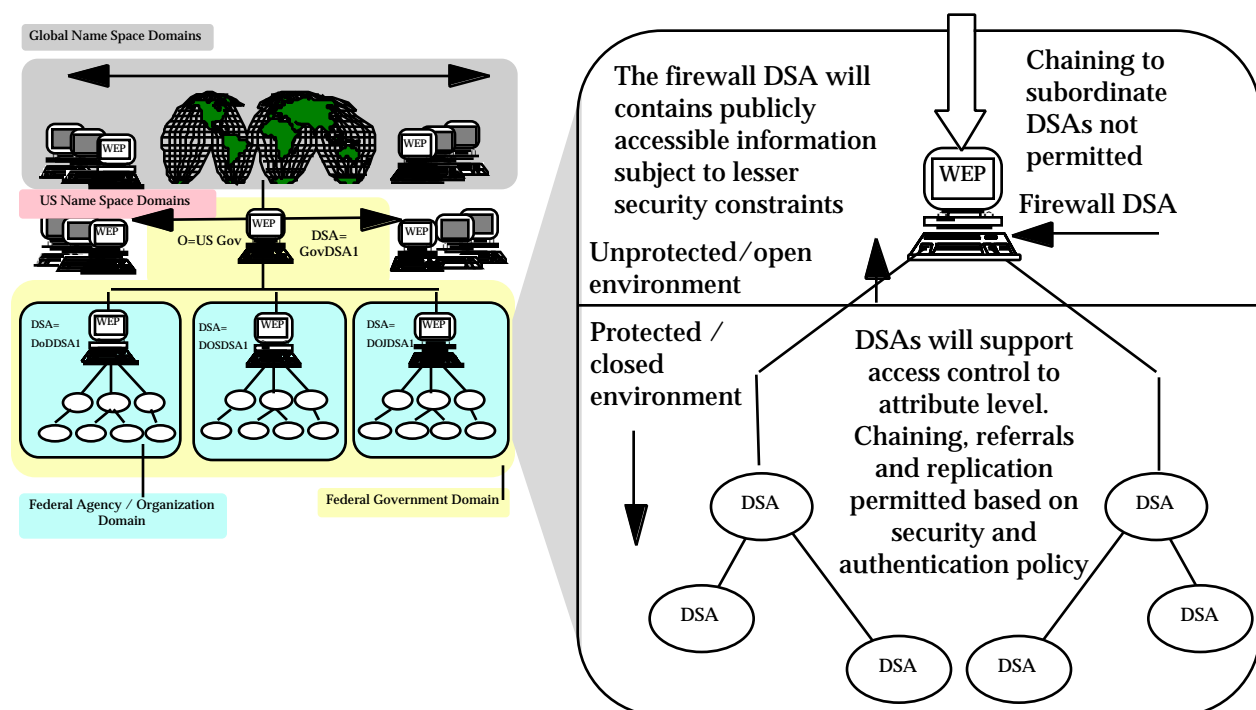 Global Name Space Domains
WEP
WEP
US Name Space Domains
WEP
O=US Gov
WEP
DSA=
GovDSA1
WEP
DSA=
DoDDSA1
WEP
DSA=
DOSDSA1
WEP
DSA=
DOJDSA1
WEP
Federal Agency / Organization
Domain
Federal Government Domain
The firewall DSA will
contains publicly
accessible information
subject to lesser
security constraints
Chaining to
subordinate
DSAs not
permitted
WEP
Firewall DSA
Unprotected/open
environment
Protected /
closed
environment
DSAs will support
access control to
attribute level.
Chaining, referrals
and replication
permitted based on
security and
authentication policy
DSA
DSA
DSA
DSA
DSA
DSA